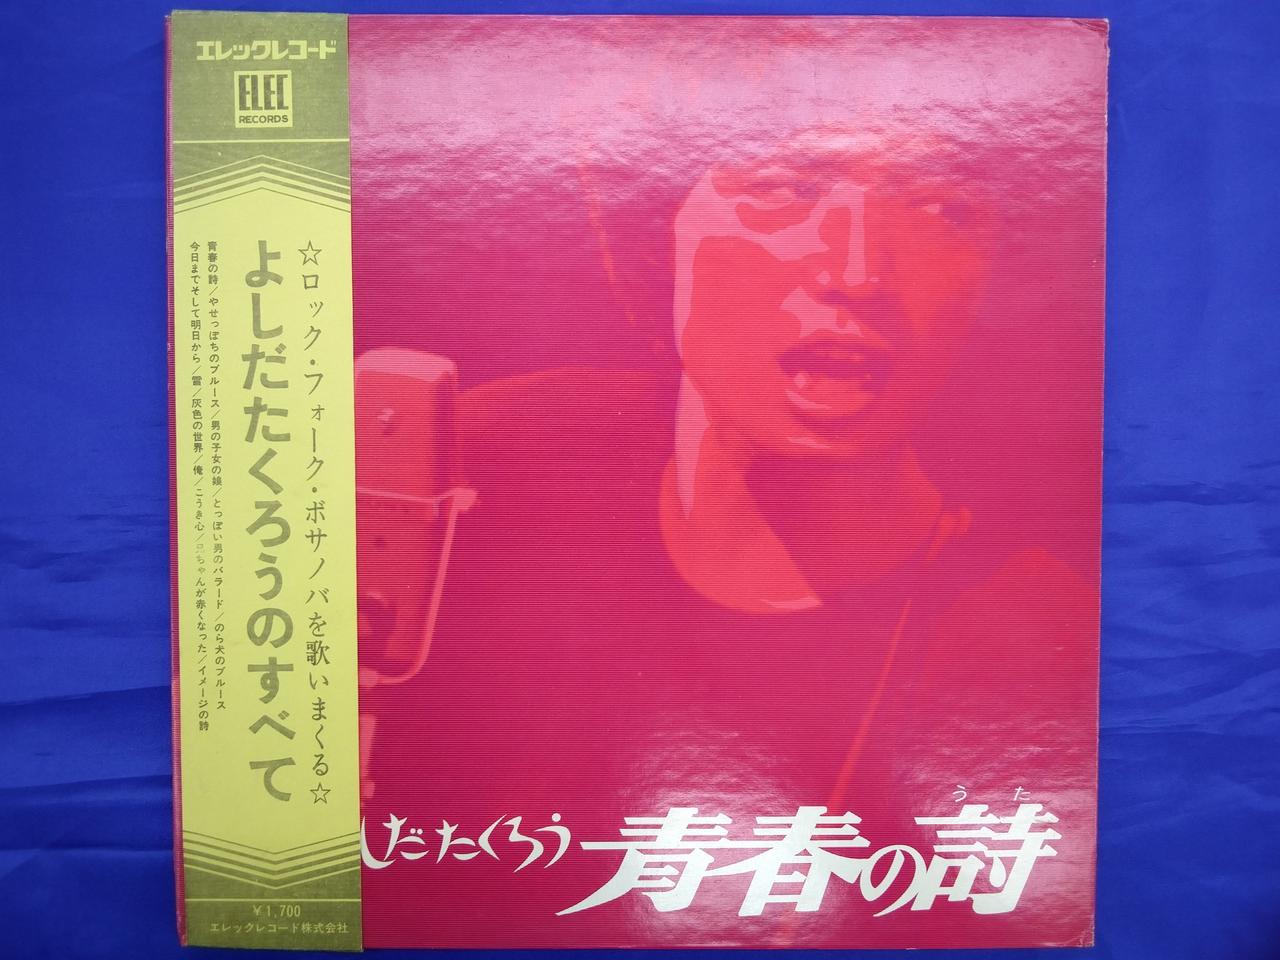 エレックレコード
ELEC
RECORDS
☆ロック・フォーク・ボサノバを歌いまくる☆
よしだたくろうのすべて
青春の詩/やせっぽちのブルース/男の子女の娘/とっぽい男のバラード/のら犬のブルース
今日までそして明日から/雪/灰色の世界/俺/こうき心/兄ちゃんが赤くなった/イメージの詩
¥1,700
エレックレコード株式会社
しだたくろう 青春の詩
うた